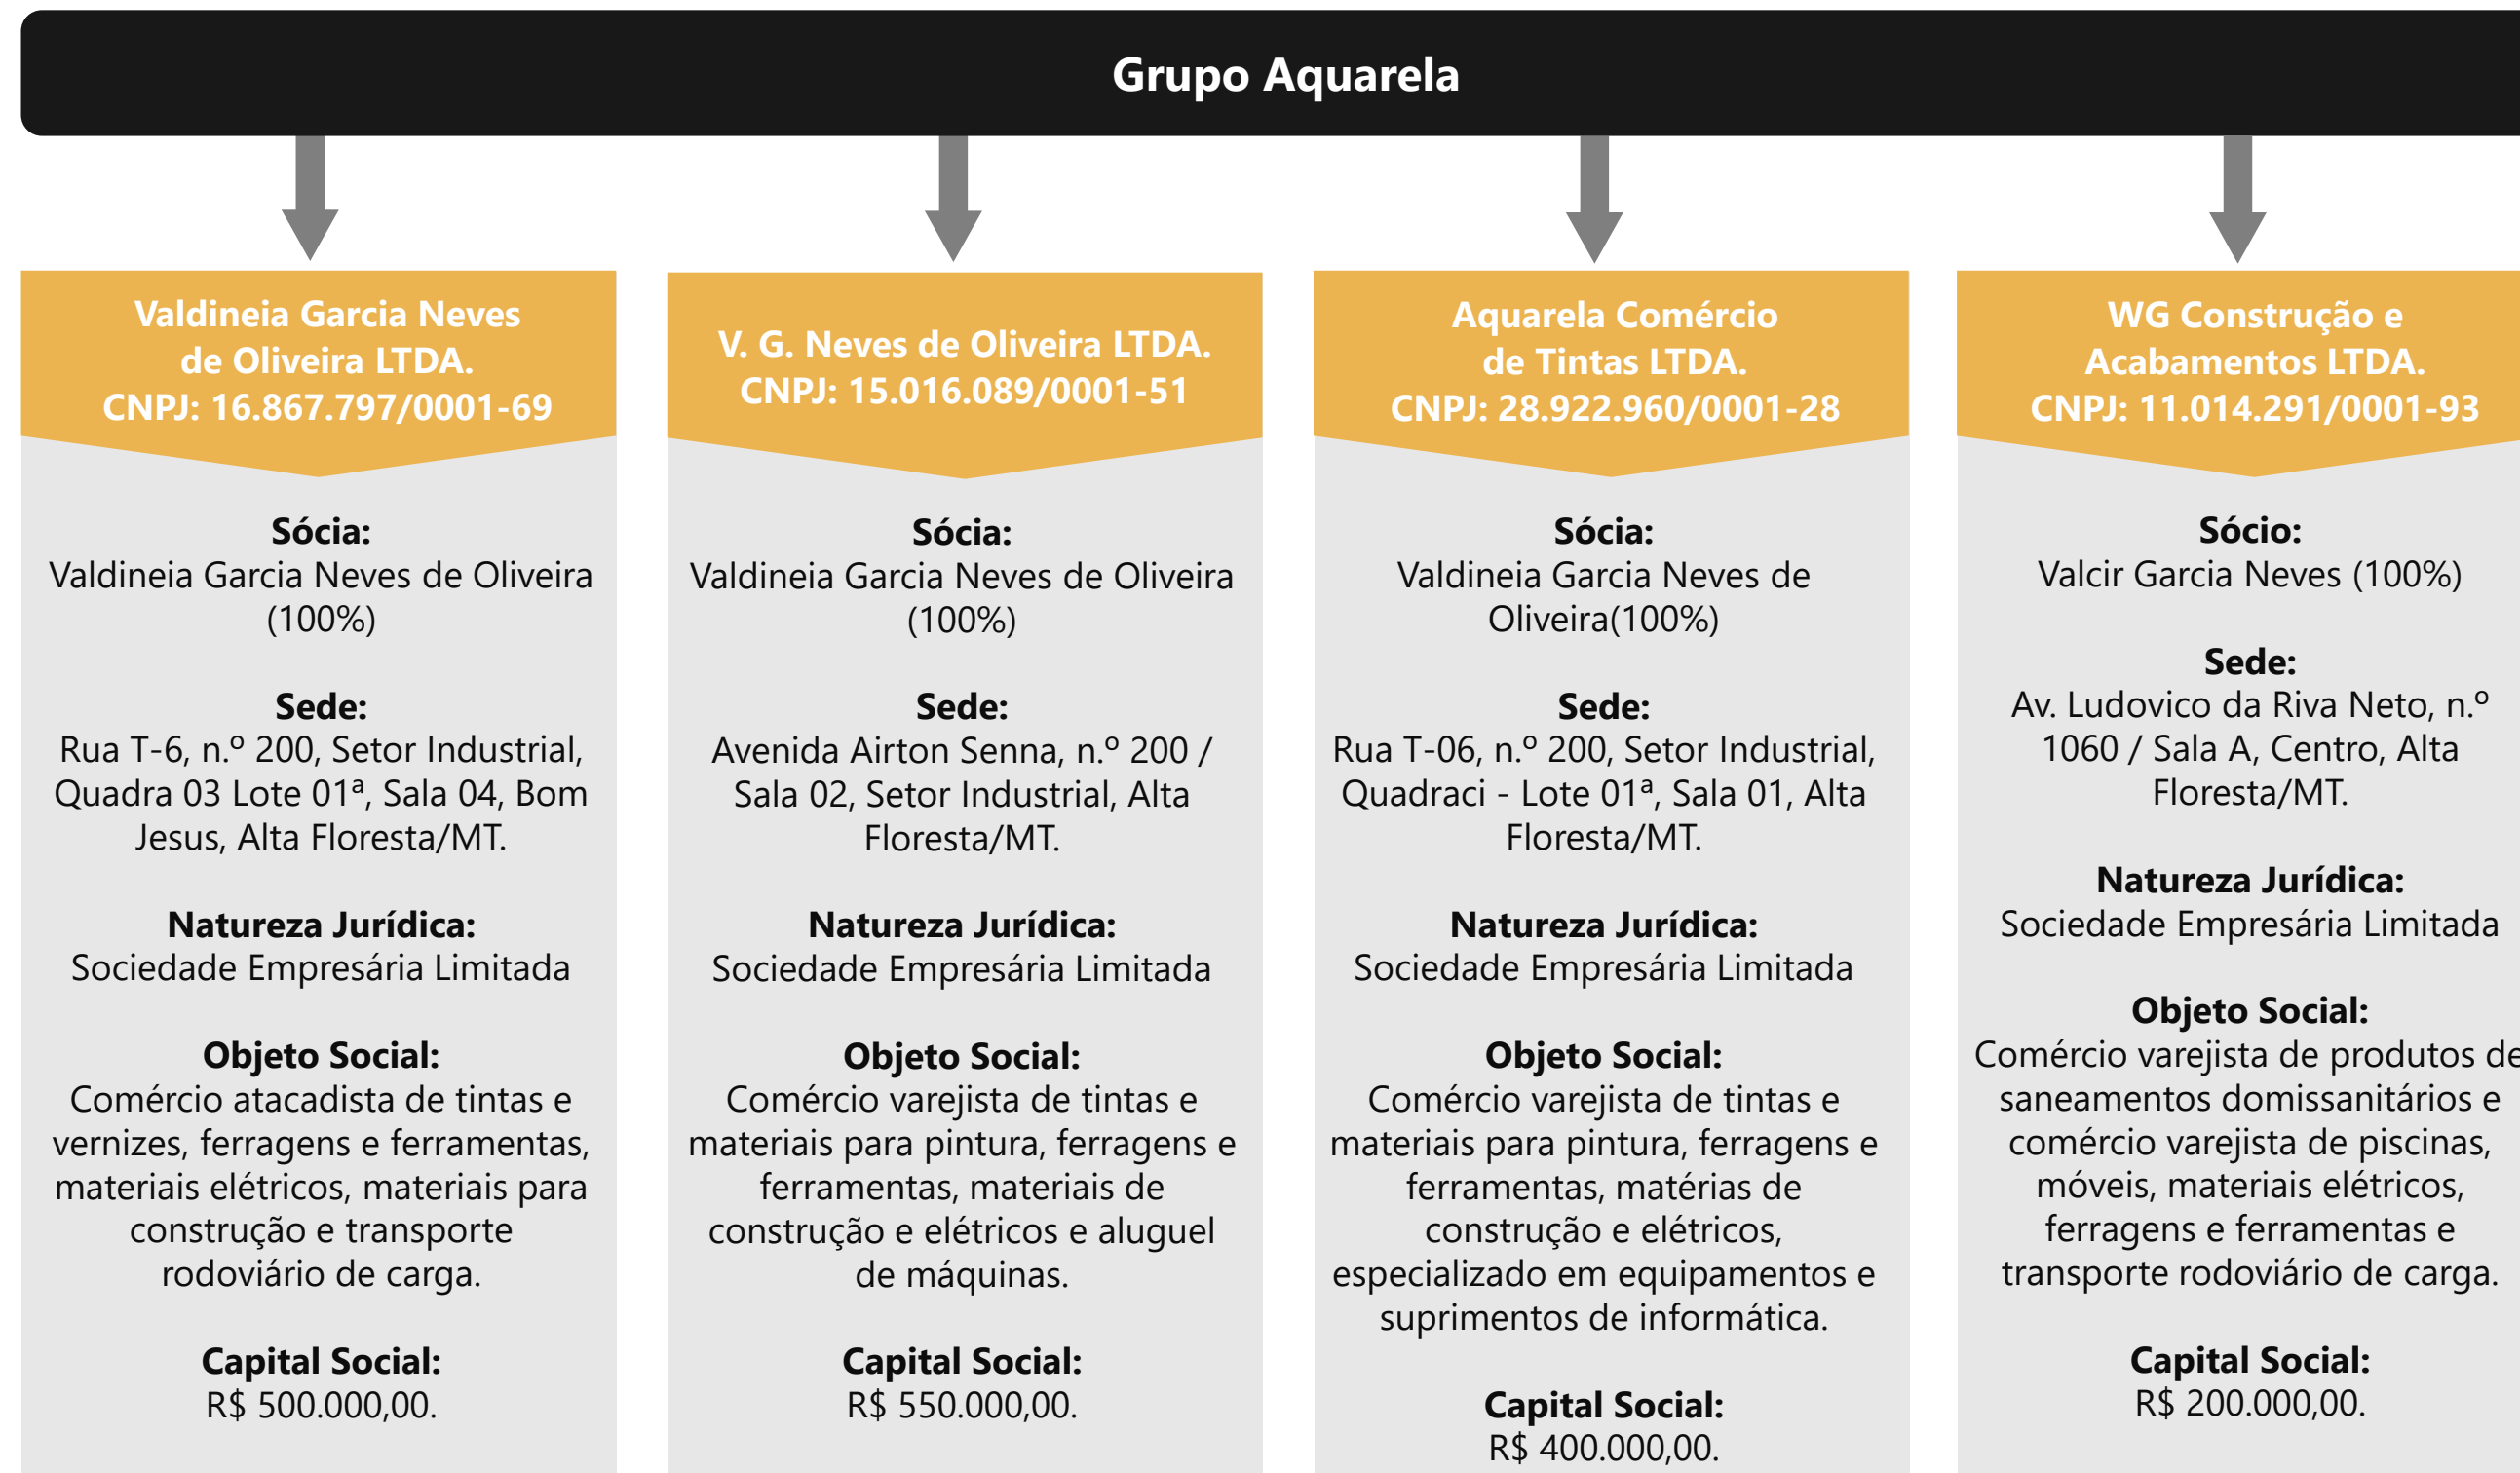 Grupo Aquarela
Valdineia Garcia Neves
de Oliveira LTDA.
CNPJ: 16.867.797/0001-69
Sócia:
Valdineia Garcia Neves de Oliveira
(100%)
Sede:
Rua T-6, n.º 200, Setor Industrial,
Quadra 03 Lote 01ª, Sala 04, Bom
Jesus, Alta Floresta/MT.
Natureza Jurídica:
Sociedade Empresária Limitada
Objeto Social:
Comércio atacadista de tintas e
vernizes, ferragens e ferramentas,
materiais elétricos, materiais para
construção e transporte
rodoviário de carga.
Capital Social:
R$ 500.000,00.
V. G. Neves de Oliveira LTDA.
CNPJ: 15.016.089/0001-51
Sócia:
Valdineia Garcia Neves de Oliveira
(100%)
Sede:
Avenida Airton Senna, n.º 200 /
Sala 02, Setor Industrial, Alta
Floresta/MT.
Natureza Jurídica:
Sociedade Empresária Limitada
Objeto Social:
Comércio varejista de tintas e
materiais para pintura, ferragens e
ferramentas, materiais de
construção e elétricos e aluguel
de máquinas.
Capital Social:
R$ 550.000,00.
Aquarela Comércio
de Tintas LTDA.
CNPJ: 28.922.960/0001-28
Sócia:
Valdineia Garcia Neves de
Oliveira(100%)
Sede:
Rua T-06, n.º 200, Setor Industrial,
Quadraci - Lote 01ª, Sala 01, Alta
Floresta/MT.
Natureza Jurídica:
Sociedade Empresária Limitada
Objeto Social:
Comércio varejista de tintas e
materiais para pintura, ferragens e
ferramentas, matérias de
construção e elétricos,
especializado em equipamentos e
suprimentos de informática.
Capital Social:
R$ 400.000,00.
WG Construção e
Acabamentos LTDA.
CNPJ: 11.014.291/0001-93
Sócio:
Valcir Garcia Neves (100%)
Sede:
Av. Ludovico da Riva Neto, n.º
1060 / Sala A, Centro, Alta
Floresta/MT.
Natureza Jurídica:
Sociedade Empresária Limitada
Objeto Social:
Comércio varejista de produtos de
saneamentos domissanitários e
comércio varejista de piscinas,
móveis, materiais elétricos,
ferragens e ferramentas e
transporte rodoviário de carga.
Capital Social:
R$ 200.000,00.